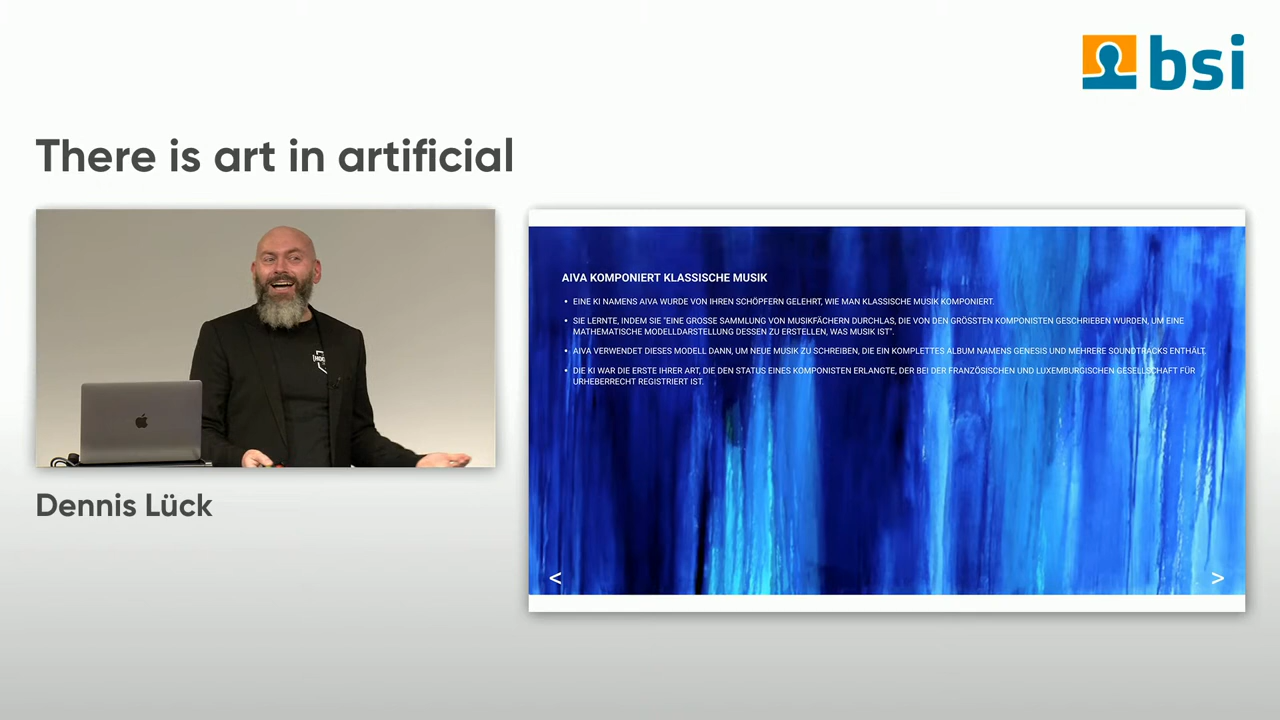 bsi
There is art in artificial
AIVA KOMPONIERT KLASSISCHE MUSIK
• EINE KI NAMENS AIVA WURDE VON IHREN SCHÖPFERN GELEHRT, WIE MAN KLASSISCHE MUSIK KOMPONIERT.
• SIE LERNTE, INDEM SIE "EINE GROSSE SAMMLUNG VON MUSIKFÄCHERN DURCHLAS, DIE VON DEN GRÖSSTEN KOMPONISTEN GESCHRIEBEN WURDEN, UM EINE
MATHEMATISCHE MODELLDARSTELLUNG DESSEN ZU ERSTELLEN, WAS MUSIK IST".
• AIVA VERWENDET DIESES MODELL DANN, UM NEUE MUSIK ZU SCHREIBEN, DIE EIN KOMPLETTES ALBUM NAMENS GENESIS UND MEHRERE SOUNDTRACKS ENTHÄLT.
• DIE KI WAR DIE ERSTE IHRER ART, DIE DEN STATUS EINES KOMPONISTEN ERLANGTE, DER BEI DER FRANZÖSISCHEN UND LUXEMBURGISCHEN GESELLSCHAFT FÜR
URHEBERRECHT REGISTRIERT IST.
< >
Dennis Lück